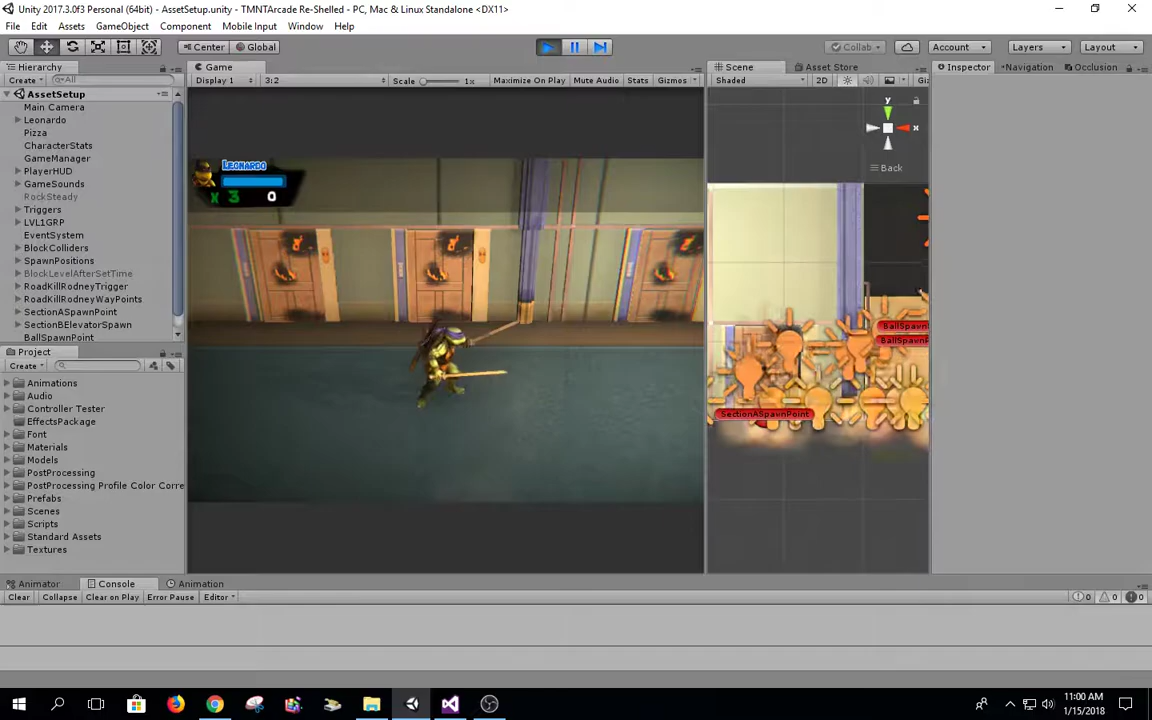 Unity 2017.3.0f3 Personal (64bit) - AssetSetup.unity - TMNTArcade Re-Shelled - PC, Mac & Linux Standalone <DX11>
File Edit Assets GameObject Component Mobile Input Window Help
Center Global Collab Account Layers Layout
Hierarchy Game Scene Asset Store Inspector Navigation Occlusion
Create All Display 1 3:2 Scale 1x Maximize On Play Mute Audio Stats Gizmos Shaded 2D Giz
AssetSetup
Main Camera
Leonardo
Pizza
CharacterStats
GameManager
PlayerHUD
GameSounds
RockSteady
Triggers
LVL1GRP
EventSystem
BlockColliders
SpawnPositions
BlockLevelAfterSetTime
RoadKillRodneyTrigger
RoadKillRodneyWayPoints
SectionASpawnPoint
SectionBElevatorSpawn
BallSpawnPoint
Leonardo
x 3 0
y
x
Back
BallSpawnP
BallSpawnP
SectionASpawnPoint
Project
Create
Animations
Audio
Controller Tester
EffectsPackage
Font
Materials
Models
PostProcessing
PostProcessing Profile Color Corre
Prefabs
Scenes
Scripts
Standard Assets
Textures
Animator Console Animation
Clear Collapse Clear on Play Error Pause Editor 0 0 0
11:00 AM
1/15/2018